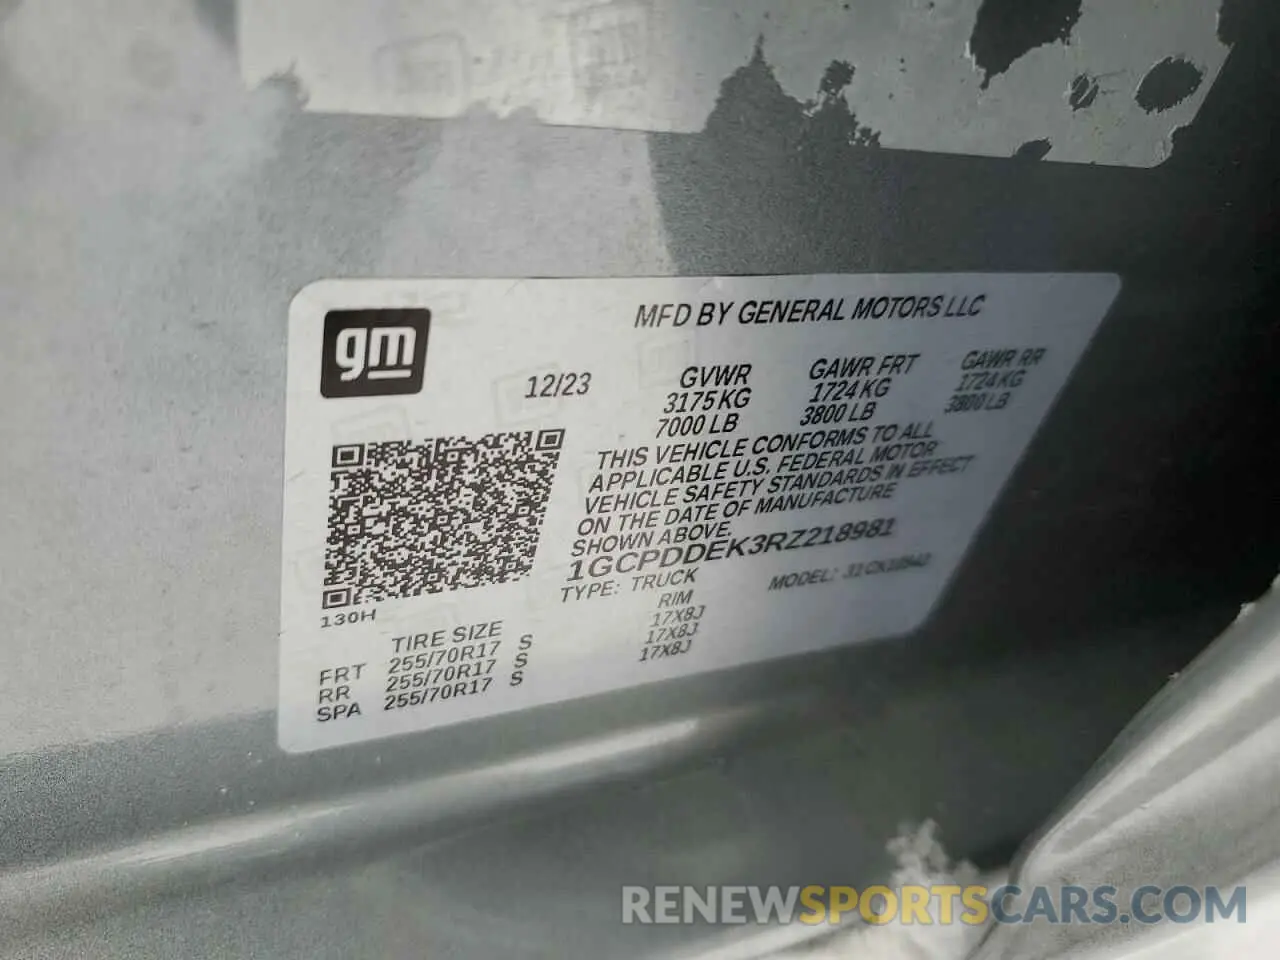 gm
MFD BY GENERAL MOTORS LLC
12/23
GVWR GAWR FRT GAWR RR
3175 KG 1724 KG 1724 KG
7000 LB 3800 LB 3800 LB
THIS VEHICLE CONFORMS TO ALL
APPLICABLE U.S. FEDERAL MOTOR
VEHICLE SAFETY STANDARDS IN EFFECT
ON THE DATE OF MANUFACTURE
SHOWN ABOVE.
1GCPDDEK3RZ218981
TYPE: TRUCK MODEL:
130H
TIRE SIZE RIM
FRT 255/70R17 S 17X8J
RR 255/70R17 S 17X8J
SPA 255/70R17 S 17X8J
RENEWSPORTSCARS.COM